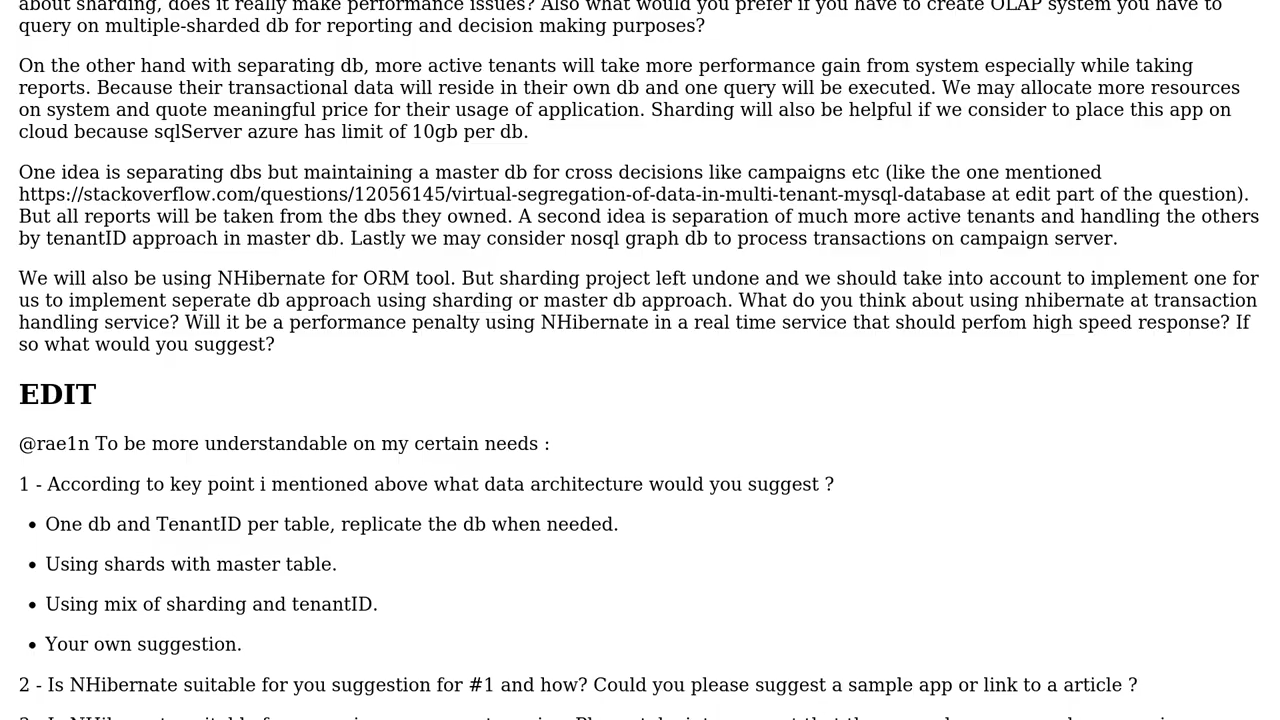 about sharding, does it really make performance issues? Also what would you prefer if you have to create OLAP system you have to
query on multiple-sharded db for reporting and decision making purposes?
On the other hand with separating db, more active tenants will take more performance gain from system especially while taking
reports. Because their transactional data will reside in their own db and one query will be executed. We may allocate more resources
on system and quote meaningful price for their usage of application. Sharding will also be helpful if we consider to place this app on
cloud because sqlServer azure has limit of 10gb per db.
One idea is separating dbs but maintaining a master db for cross decisions like campaigns etc (like the one mentioned
https://stackoverflow.com/questions/12056145/virtual-segregation-of-data-in-multi-tenant-mysql-database at edit part of the question).
But all reports will be taken from the dbs they owned. A second idea is separation of much more active tenants and handling the others
by tenantID approach in master db. Lastly we may consider nosql graph db to process transactions on campaign server.
We will also be using NHibernate for ORM tool. But sharding project left undone and we should take into account to implement one for
us to implement seperate db approach using sharding or master db approach. What do you think about using nhibernate at transaction
handling service? Will it be a performance penalty using NHibernate in a real time service that should perfom high speed response? If
so what would you suggest?
EDIT
@rae1n To be more understandable on my certain needs :
1 - According to key point i mentioned above what data architecture would you suggest ?
• One db and TenantID per table, replicate the db when needed.
• Using shards with master table.
• Using mix of sharding and tenantID.
• Your own suggestion.
2 - Is NHibernate suitable for you suggestion for #1 and how? Could you please suggest a sample app or link to a article ?